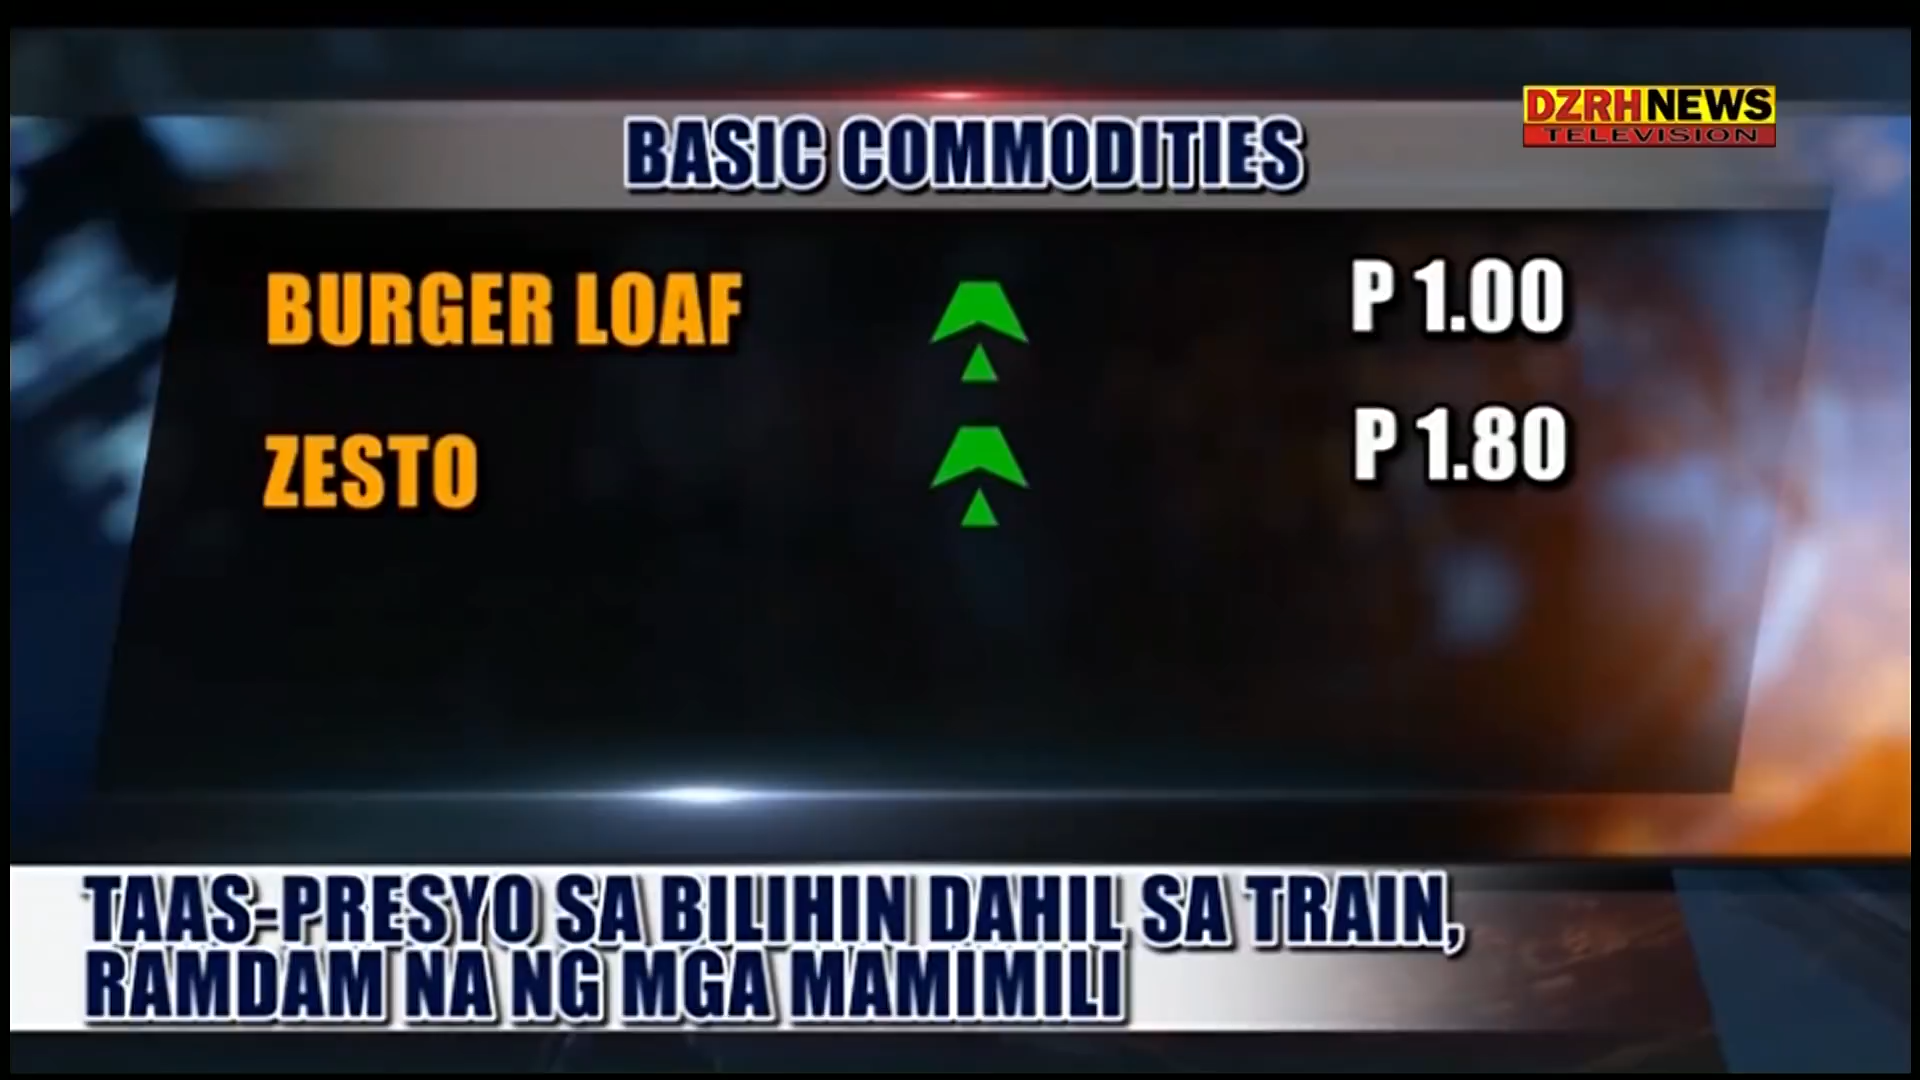 DZRH NEWS
TELEVISION
BASIC COMMODITIES
BURGER LOAF P 1.00
ZESTO P 1.80
TAAS-PRESYO SA BILIHIN DAHIL SA TRAIN,
RAMDAM NA NG MGA MAMIMILI